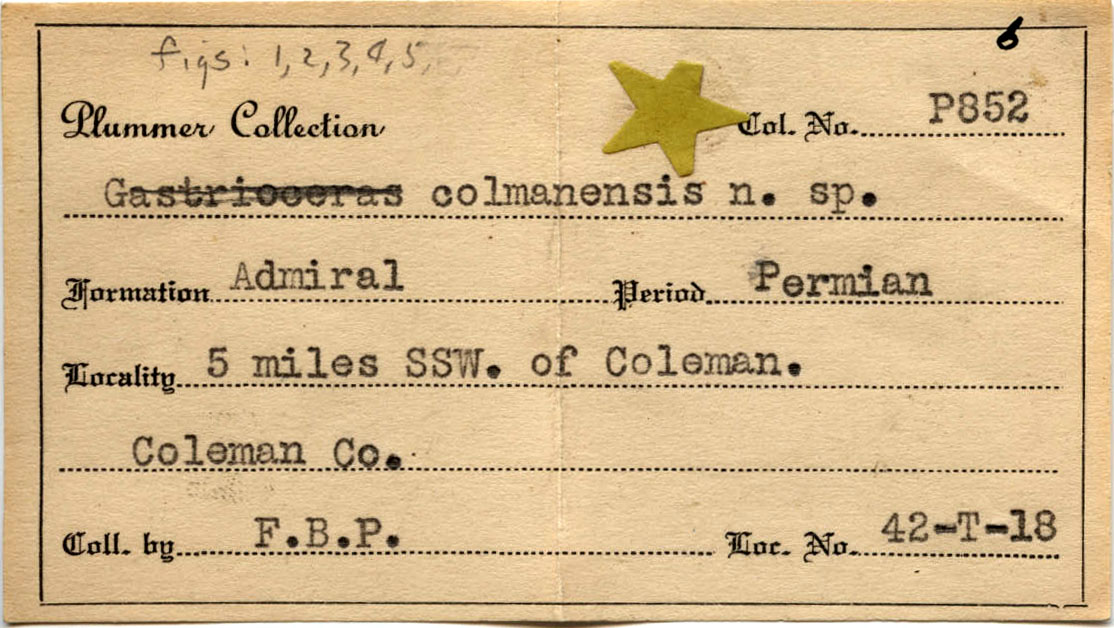 6
figs: 1,2,3,4,5,
Plummer Collection Col. No. P852
Gastrioceras colmanensis n. sp.
Formation Admiral Period Permian
Locality 5 miles SSW. of Coleman.
Coleman Co.
Coll. by F.B.P. Loc. No. 42-T-18